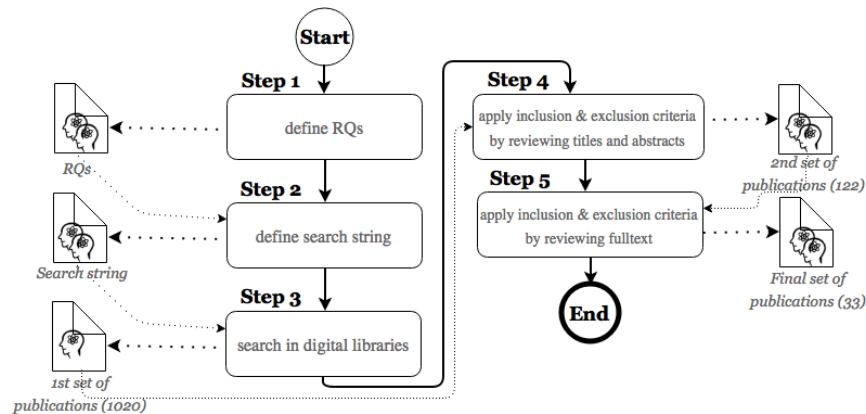 Start
Step 1
define RQs
RQs
Step 2
define search string
Search string
Step 3
search in digital libraries
1st set of
publications (1020)
Step 4
apply inclusion & exclusion criteria
by reviewing titles and abstracts
2nd set of
publications (122)
Step 5
apply inclusion & exclusion criteria
by reviewing fulltext
Final set of
publications (33)
End